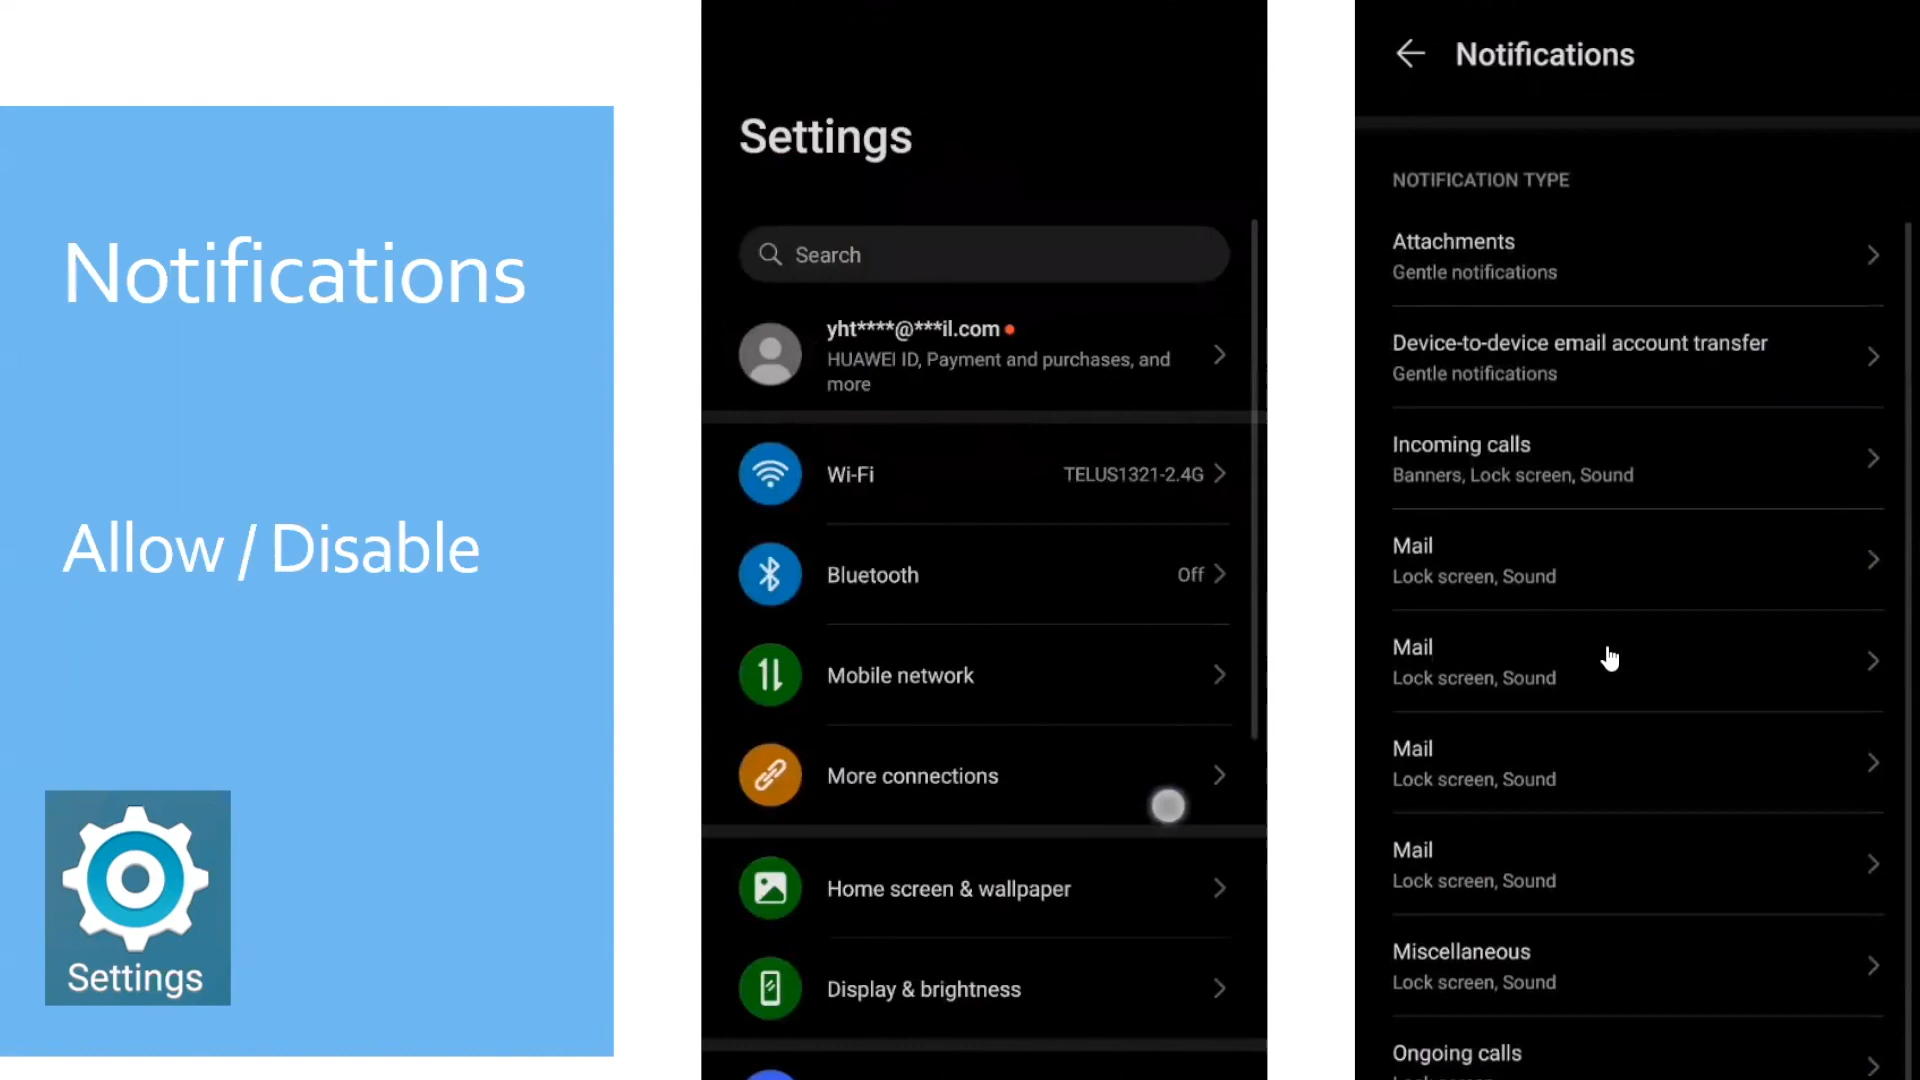 Notifications
Allow / Disable
Settings
Settings
Search
yht****@***il.com
HUAWEI ID, Payment and purchases, and
more
Wi-Fi
TELUS1321-2.4G
Bluetooth
Off
Mobile network
More connections
Home screen & wallpaper
Display & brightness
Notifications
NOTIFICATION TYPE
Attachments
Gentle notifications
Device-to-device email account transfer
Gentle notifications
Incoming calls
Banners, Lock screen, Sound
Mail
Lock screen, Sound
Mail
Lock screen, Sound
Mail
Lock screen, Sound
Mail
Lock screen, Sound
Miscellaneous
Lock screen, Sound
Ongoing calls